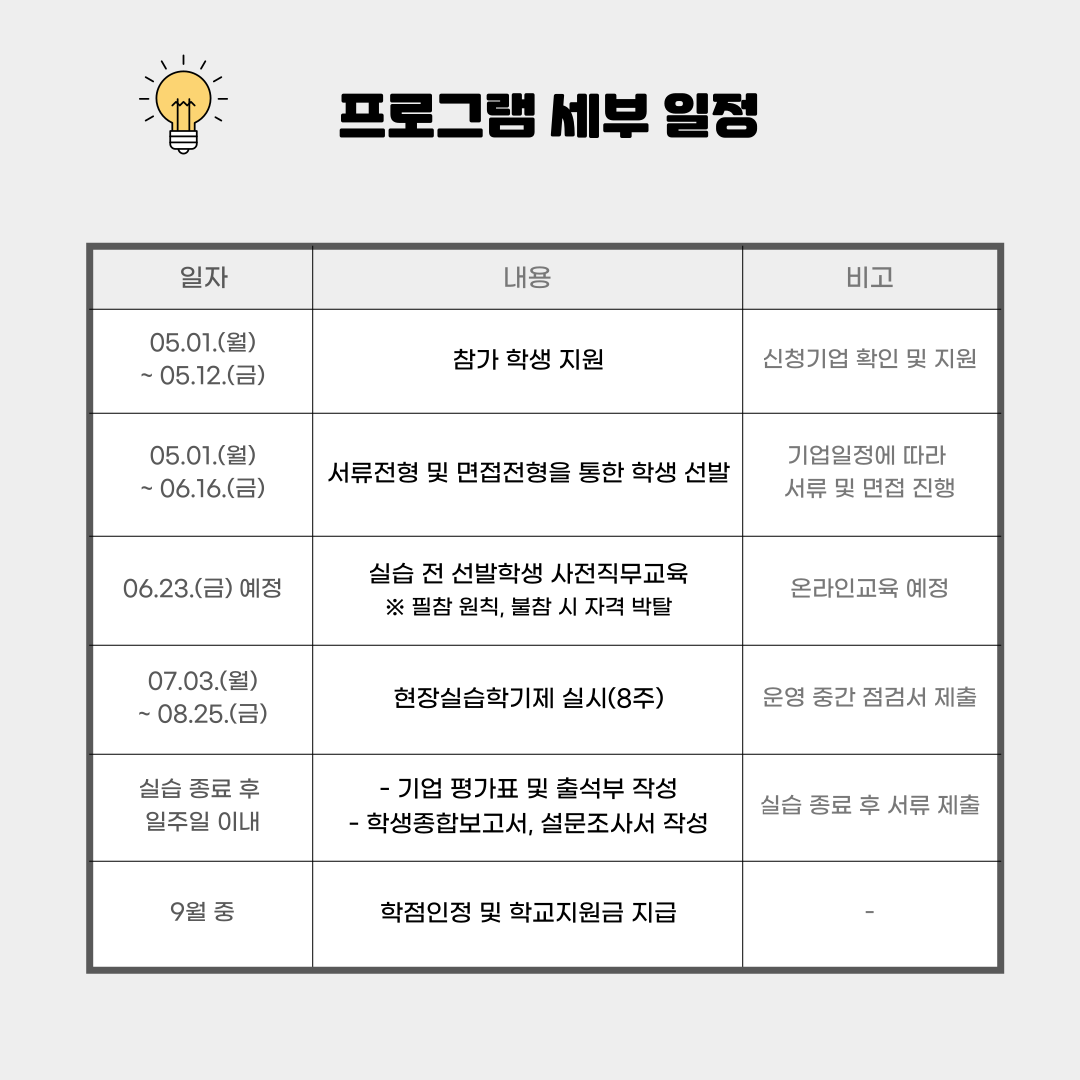 프로그램 세부 일정
일자
내용
비고
05.01.(월)
~ 05.12.(금)
참가 학생 지원
신청기업 확인 및 지원
05.01.(월)
~ 06.16.(금)
서류전형 및 면접전형을 통한 학생 선발
기업일정에 따라
서류 및 면접 진행
06.23.(금) 예정
실습 전 선발학생 사전직무교육
※ 필참 원칙, 불참 시 자격 박탈
온라인교육 예정
07.03.(월)
~ 08.25.(금)
현장실습학기제 실시(8주)
운영 중간 점검서 제출
실습 종료 후
일주일 이내
- 기업 평가표 및 출석부 작성
- 학생종합보고서, 설문조사서 작성
실습 종료 후 서류 제출
9월 중
학점인정 및 학교지원금 지급
-